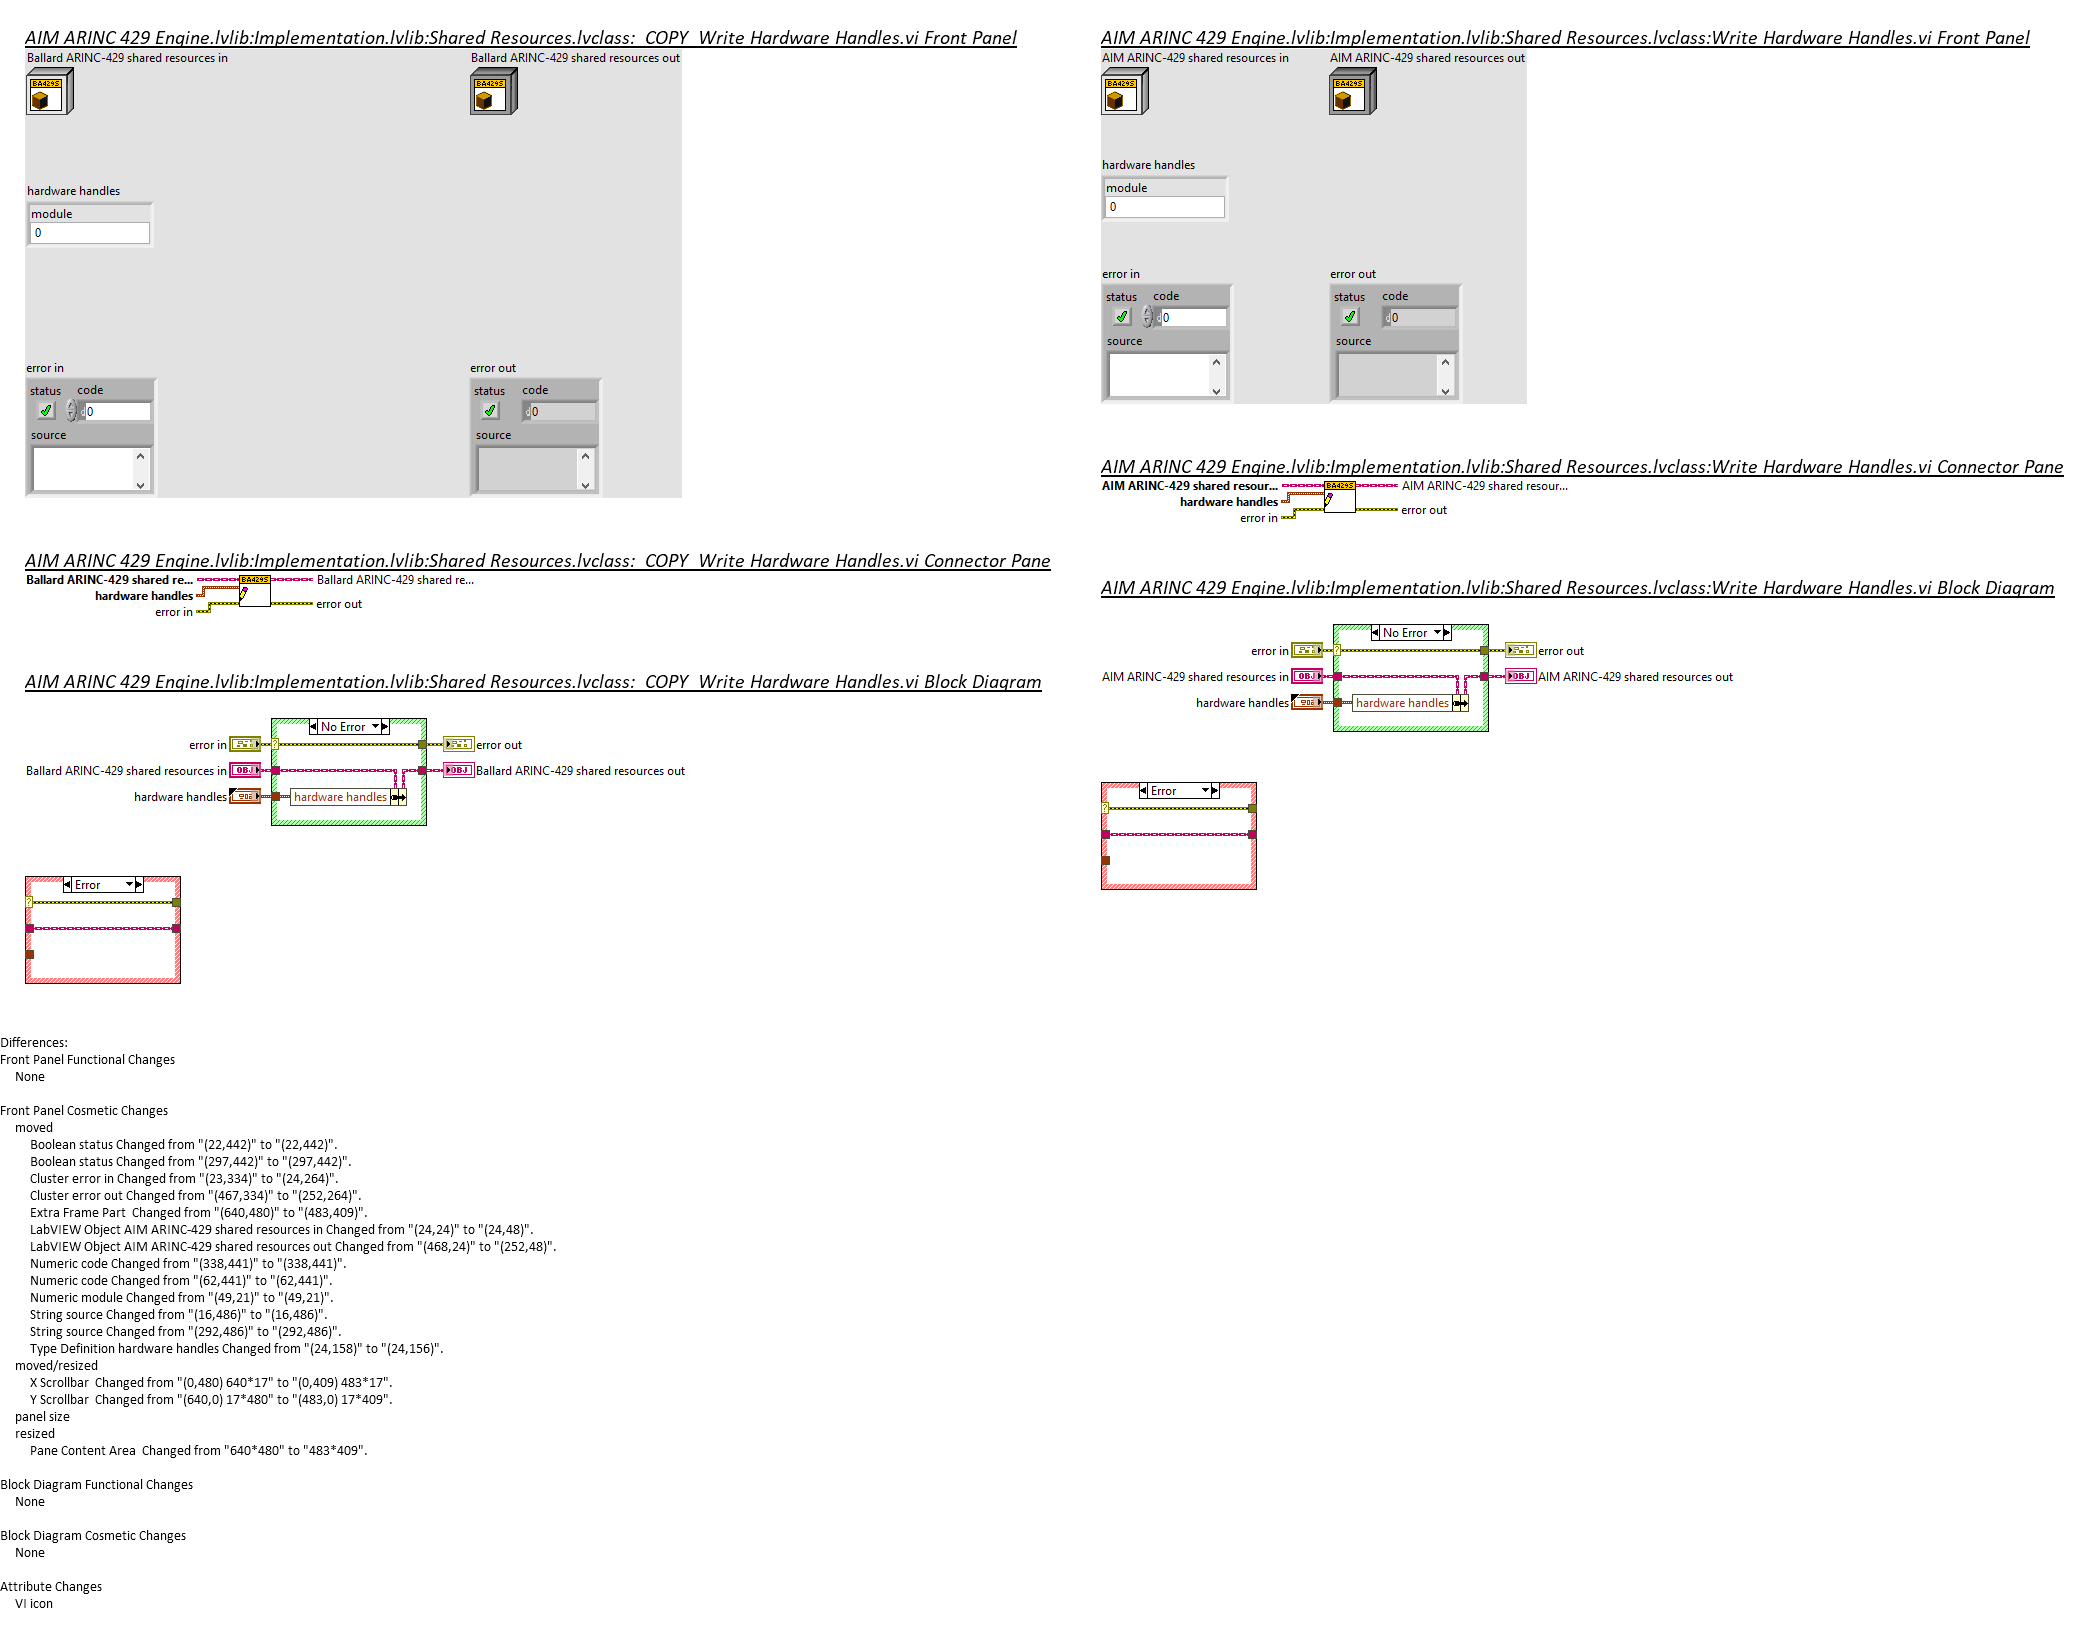 AIM ARINC 429 Engine.lvlib:Implementation.lvlib:Shared Resources.lvclass:  COPY  Write Hardware Handles.vi Front Panel
Ballard ARINC-429 shared resources in
Ballard ARINC-429 shared resources out
BA429S
BA429S
hardware handles
module
0
error in
status
code
d
0
source
error out
status
code
d
0
source
AIM ARINC 429 Engine.lvlib:Implementation.lvlib:Shared Resources.lvclass:  COPY  Write Hardware Handles.vi Connector Pane
Ballard ARINC-429 shared re...
BA429S
Ballard ARINC-429 shared re...
hardware handles
error in
error out
AIM ARINC 429 Engine.lvlib:Implementation.lvlib:Shared Resources.lvclass:  COPY  Write Hardware Handles.vi Block Diagram
No Error
error in
?
error out
Ballard ARINC-429 shared resources in
OBJ
OBJ
Ballard ARINC-429 shared resources out
hardware handles
hardware handles
Error
?
AIM ARINC 429 Engine.lvlib:Implementation.lvlib:Shared Resources.lvclass:Write Hardware Handles.vi Front Panel
AIM ARINC-429 shared resources in
AIM ARINC-429 shared resources out
BA429S
BA429S
hardware handles
module
0
error in
status
code
d
0
source
error out
status
code
d
0
source
AIM ARINC 429 Engine.lvlib:Implementation.lvlib:Shared Resources.lvclass:Write Hardware Handles.vi Connector Pane
AIM ARINC-429 shared resour...
BA429S
AIM ARINC-429 shared resour...
hardware handles
error in
error out
AIM ARINC 429 Engine.lvlib:Implementation.lvlib:Shared Resources.lvclass:Write Hardware Handles.vi Block Diagram
No Error
error in
?
error out
AIM ARINC-429 shared resources in
OBJ
OBJ
AIM ARINC-429 shared resources out
hardware handles
hardware handles
Error
?
Differences:
Front Panel Functional Changes
None
Front Panel Cosmetic Changes
moved
Boolean status Changed from "(22,442)" to "(22,442)".
Boolean status Changed from "(297,442)" to "(297,442)".
Cluster error in Changed from "(23,334)" to "(24,264)".
Cluster error out Changed from "(467,334)" to "(252,264)".
Extra Frame Part  Changed from "(640,480)" to "(483,409)".
LabVIEW Object AIM ARINC-429 shared resources in Changed from "(24,24)" to "(24,48)".
LabVIEW Object AIM ARINC-429 shared resources out Changed from "(468,24)" to "(252,48)".
Numeric code Changed from "(338,441)" to "(338,441)".
Numeric code Changed from "(62,441)" to "(62,441)".
Numeric module Changed from "(49,21)" to "(49,21)".
String source Changed from "(16,486)" to "(16,486)".
String source Changed from "(292,486)" to "(292,486)".
Type Definition hardware handles Changed from "(24,158)" to "(24,156)".
moved/resized
X Scrollbar  Changed from "(0,480) 640*17" to "(0,409) 483*17".
Y Scrollbar  Changed from "(640,0) 17*480" to "(483,0) 17*409".
panel size
resized
Pane Content Area  Changed from "640*480" to "483*409".
Block Diagram Functional Changes
None
Block Diagram Cosmetic Changes
None
Attribute Changes
VI icon